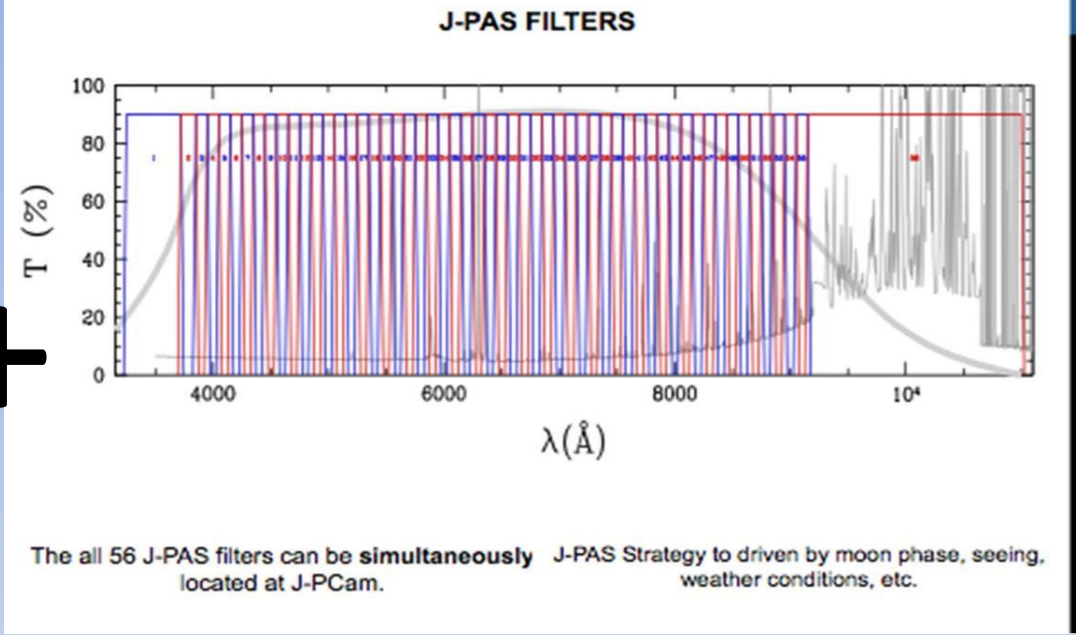 J-PAS FILTERS
100
80
60
40
20
0
T (%)
4000 6000 8000 10⁴
λ(Å)
The all 56 J-PAS filters can be simultaneously
located at J-PCam.
J-PAS Strategy to driven by moon phase, seeing,
weather conditions, etc.